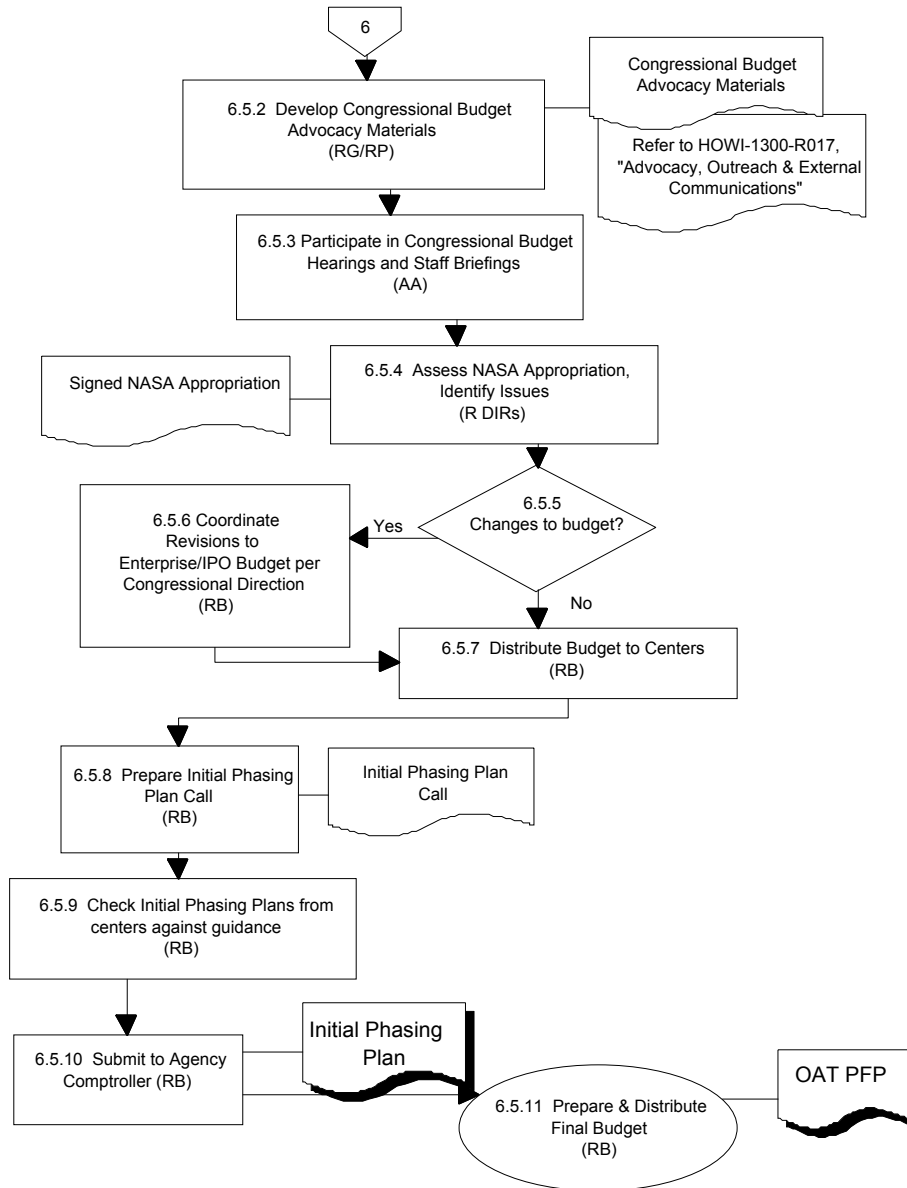 6
6.5.2 Develop Congressional Budget
Advocacy Materials
(RG/RP)
Congressional Budget
Advocacy Materials
Refer to HOWI-1300-R017,
"Advocacy, Outreach & External
Communications"
6.5.3 Participate in Congressional Budget
Hearings and Staff Briefings
(AA)
Signed NASA Appropriation
6.5.4 Assess NASA Appropriation,
Identify Issues
(R DIRs)
6.5.5
Changes to budget?
Yes
No
6.5.6 Coordinate
Revisions to
Enterprise/IPO Budget per
Congressional Direction
(RB)
6.5.7 Distribute Budget to Centers
(RB)
6.5.8 Prepare Initial Phasing
Plan Call
(RB)
Initial Phasing Plan
Call
6.5.9 Check Initial Phasing Plans from
centers against guidance
(RB)
6.5.10 Submit to Agency
Comptroller (RB)
Initial Phasing
Plan
6.5.11 Prepare & Distribute
Final Budget
(RB)
OAT PFP